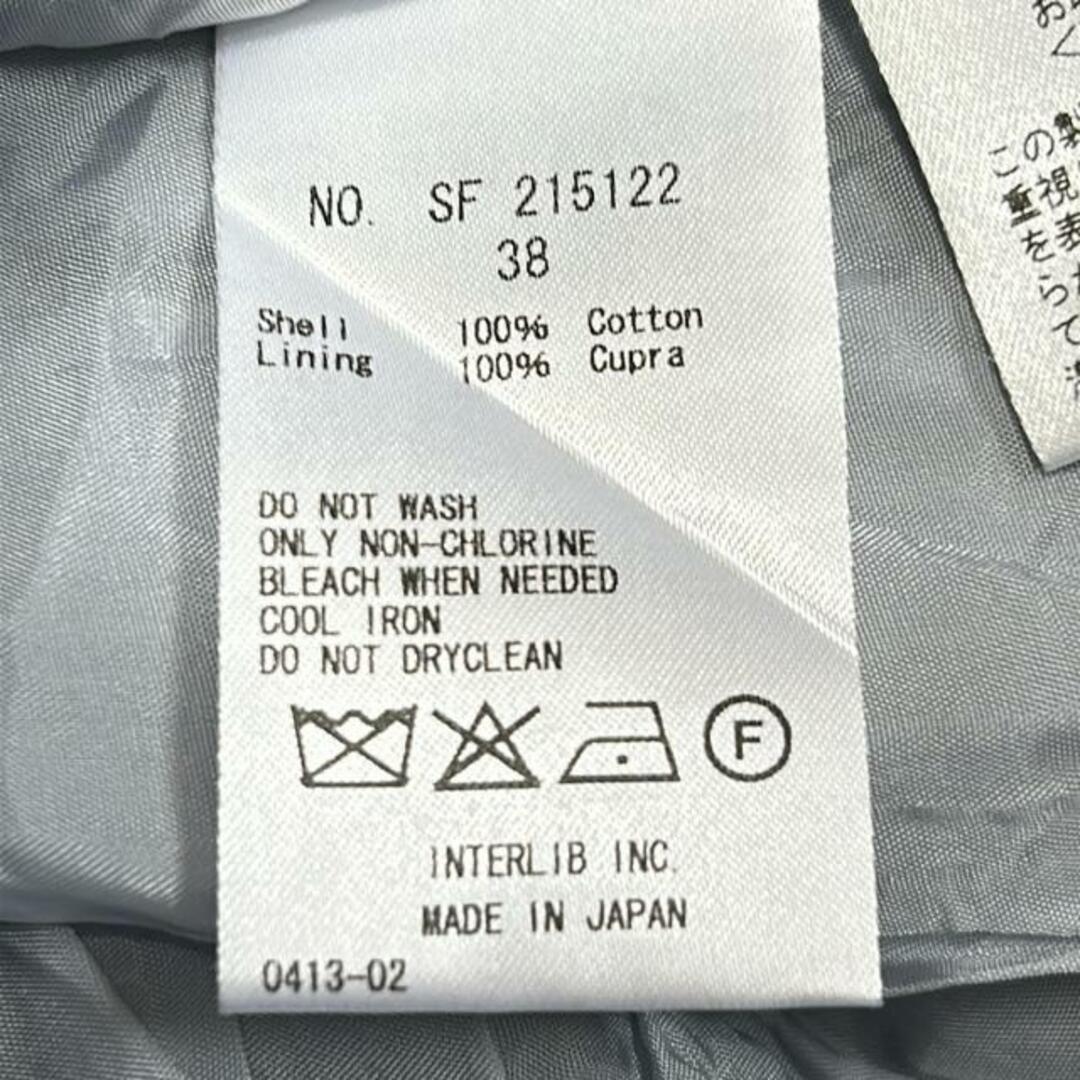 NO. SF 215122
38
Shell 100% Cotton
Lining 100% Cupra
DO NOT WASH
ONLY NON-CHLORINE
BLEACH WHEN NEEDED
COOL IRON
DO NOT DRYCLEAN
F
INTERLIB INC.
MADE IN JAPAN
0413-02
この製
重視
を表
て